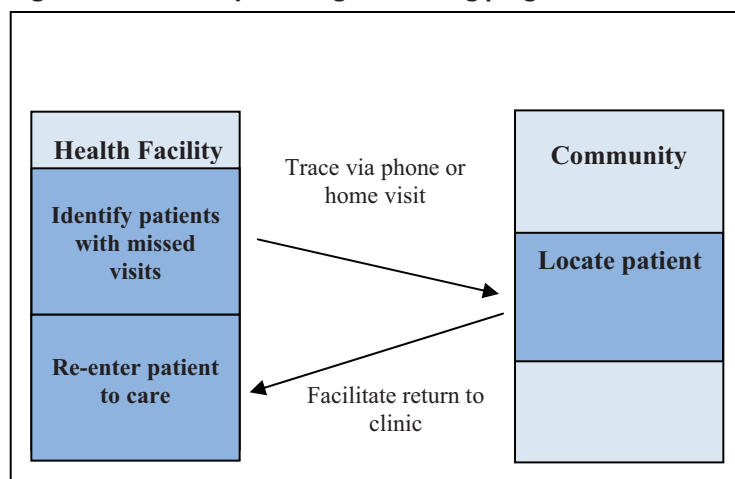 Health Facility
Identify patients
with missed
visits
Re-enter patient
to care
Trace via phone or
home visit
Facilitate return to
clinic
Community
Locate patient